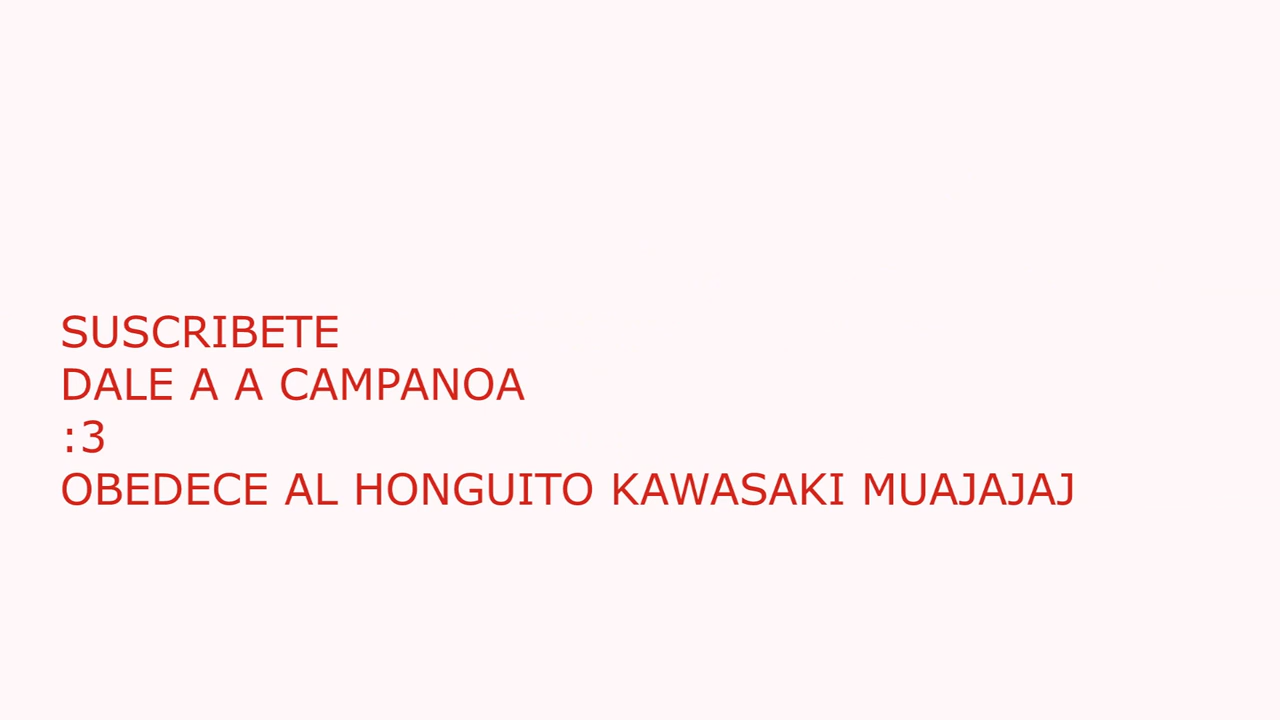 SUSCRIBETE
DALE A A CAMPANOA
:3
OBEDECE AL HONGUITO KAWASAKI MUAJAJAJ